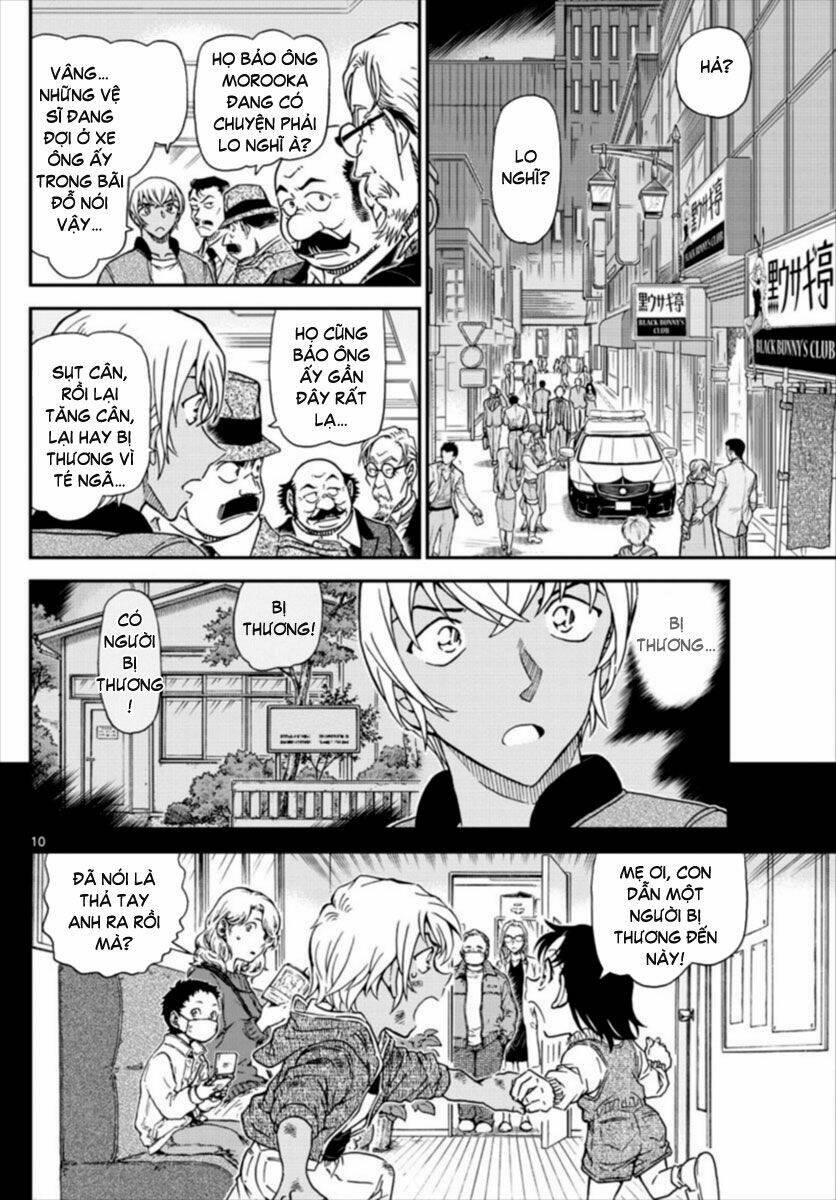 HẢ?
LO
NGHĨ?
黒ウサギ亭
BLACK BUNNY'S
CLUB
黒ウサギ亭
BLACK BUNNY'S
CLUB
黒ウサギ亭
BLACK BUNNY'S CLUB
HỌ BẢO ÔNG
MOROOKA
ĐANG CÓ
CHUYỆN PHẢI
LO NGHĨ À?
VÂNG...
NHỮNG VỆ
SĨ ĐANG
ĐỢI Ở XE
ÔNG ẤY
TRONG BÃI
ĐỖ NÓI
VẬY...
HỌ CŨNG
BẢO ÔNG
ẤY GẦN
ĐÂY RẤT
LẠ...
SỤT CÂN,
RỒI LẠI
TĂNG CÂN,
LẠI HAY BỊ
THƯƠNG VÌ
TÉ NGÃ...
BỊ
THƯƠNG...
BỊ
THƯƠNG!
CÓ
NGƯỜI
BỊ
THƯƠNG
!
10
MẸ ƠI, CON
DẪN MỘT
NGƯỜI BỊ
THƯƠNG ĐẾN
NÀY!
ĐÃ NÓI LÀ
THẢ TAY
ANH RA RỒI
MÀ?